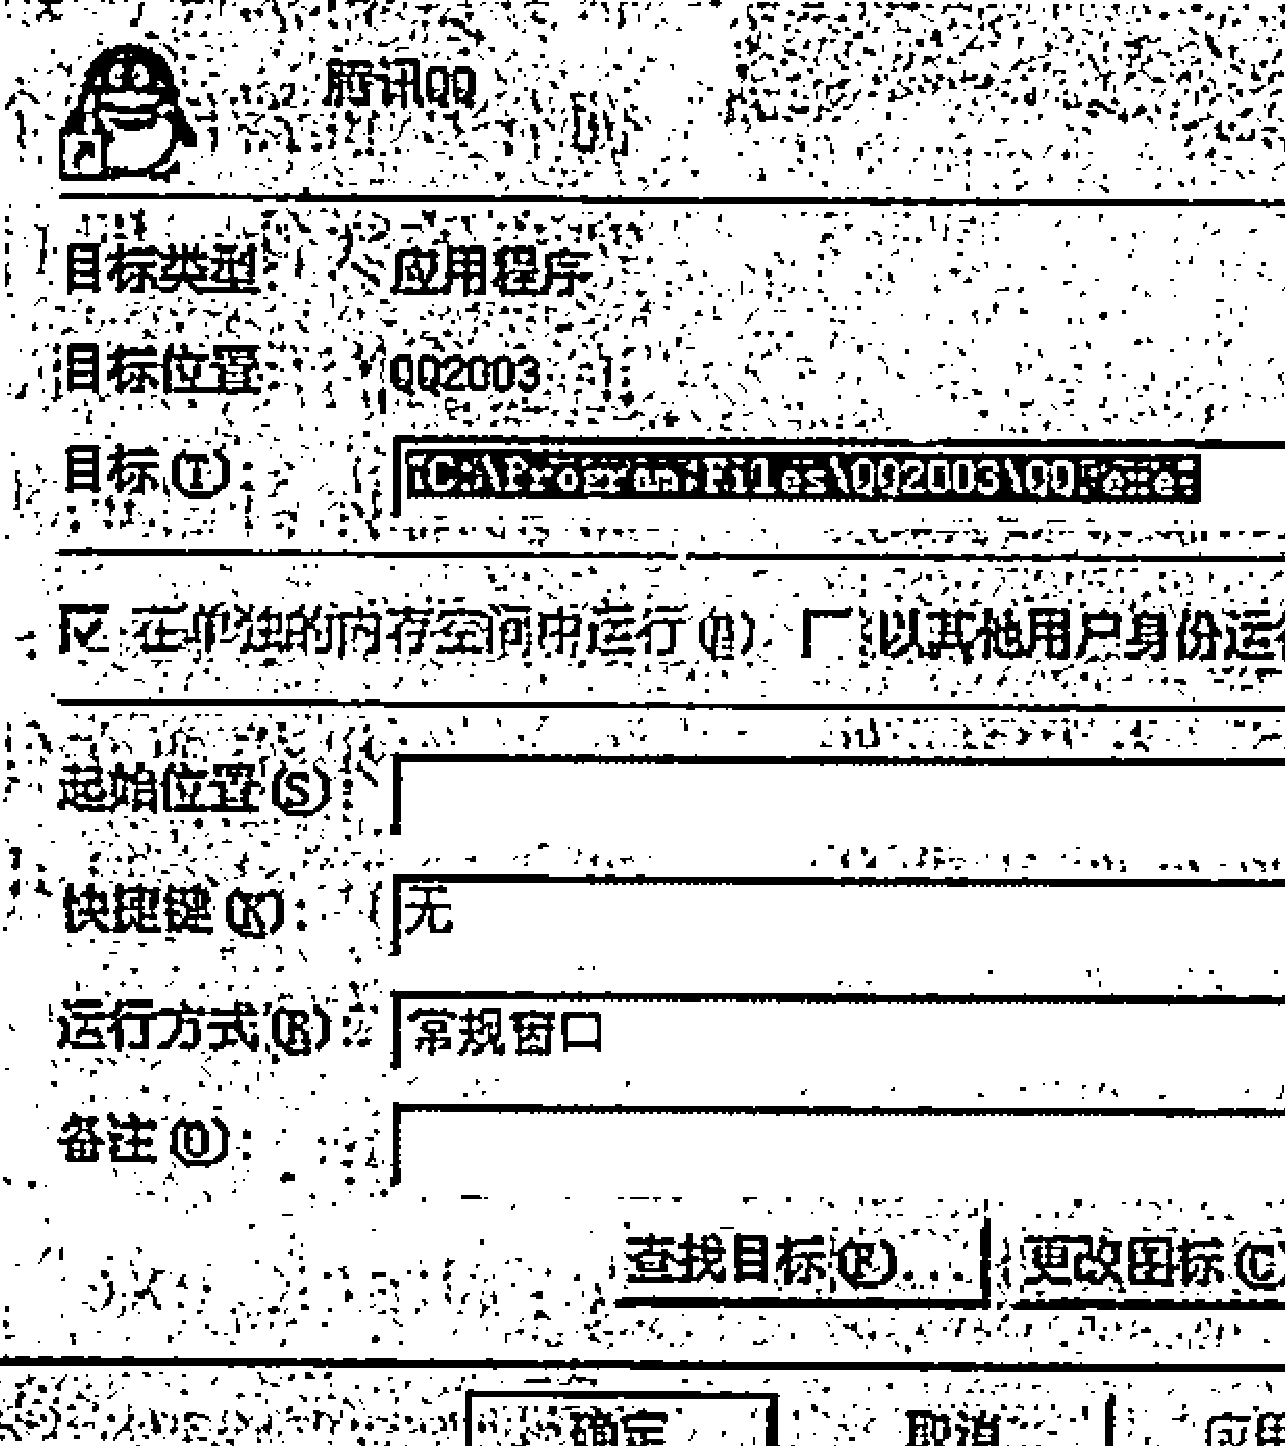 腾讯QQ
目标类型: 应用程序
目标位置: QQ2003
目标(T): "C:\Program Files\QQ2003\QQ.exe"
在单独的内存空间中运行(M) 以其他用户身份运行
起始位置(S):
快捷键(K): 无
运行方式(R): 常规窗口
备注(O):
查找目标(F)... 更改图标(C)
确定 取消 应用